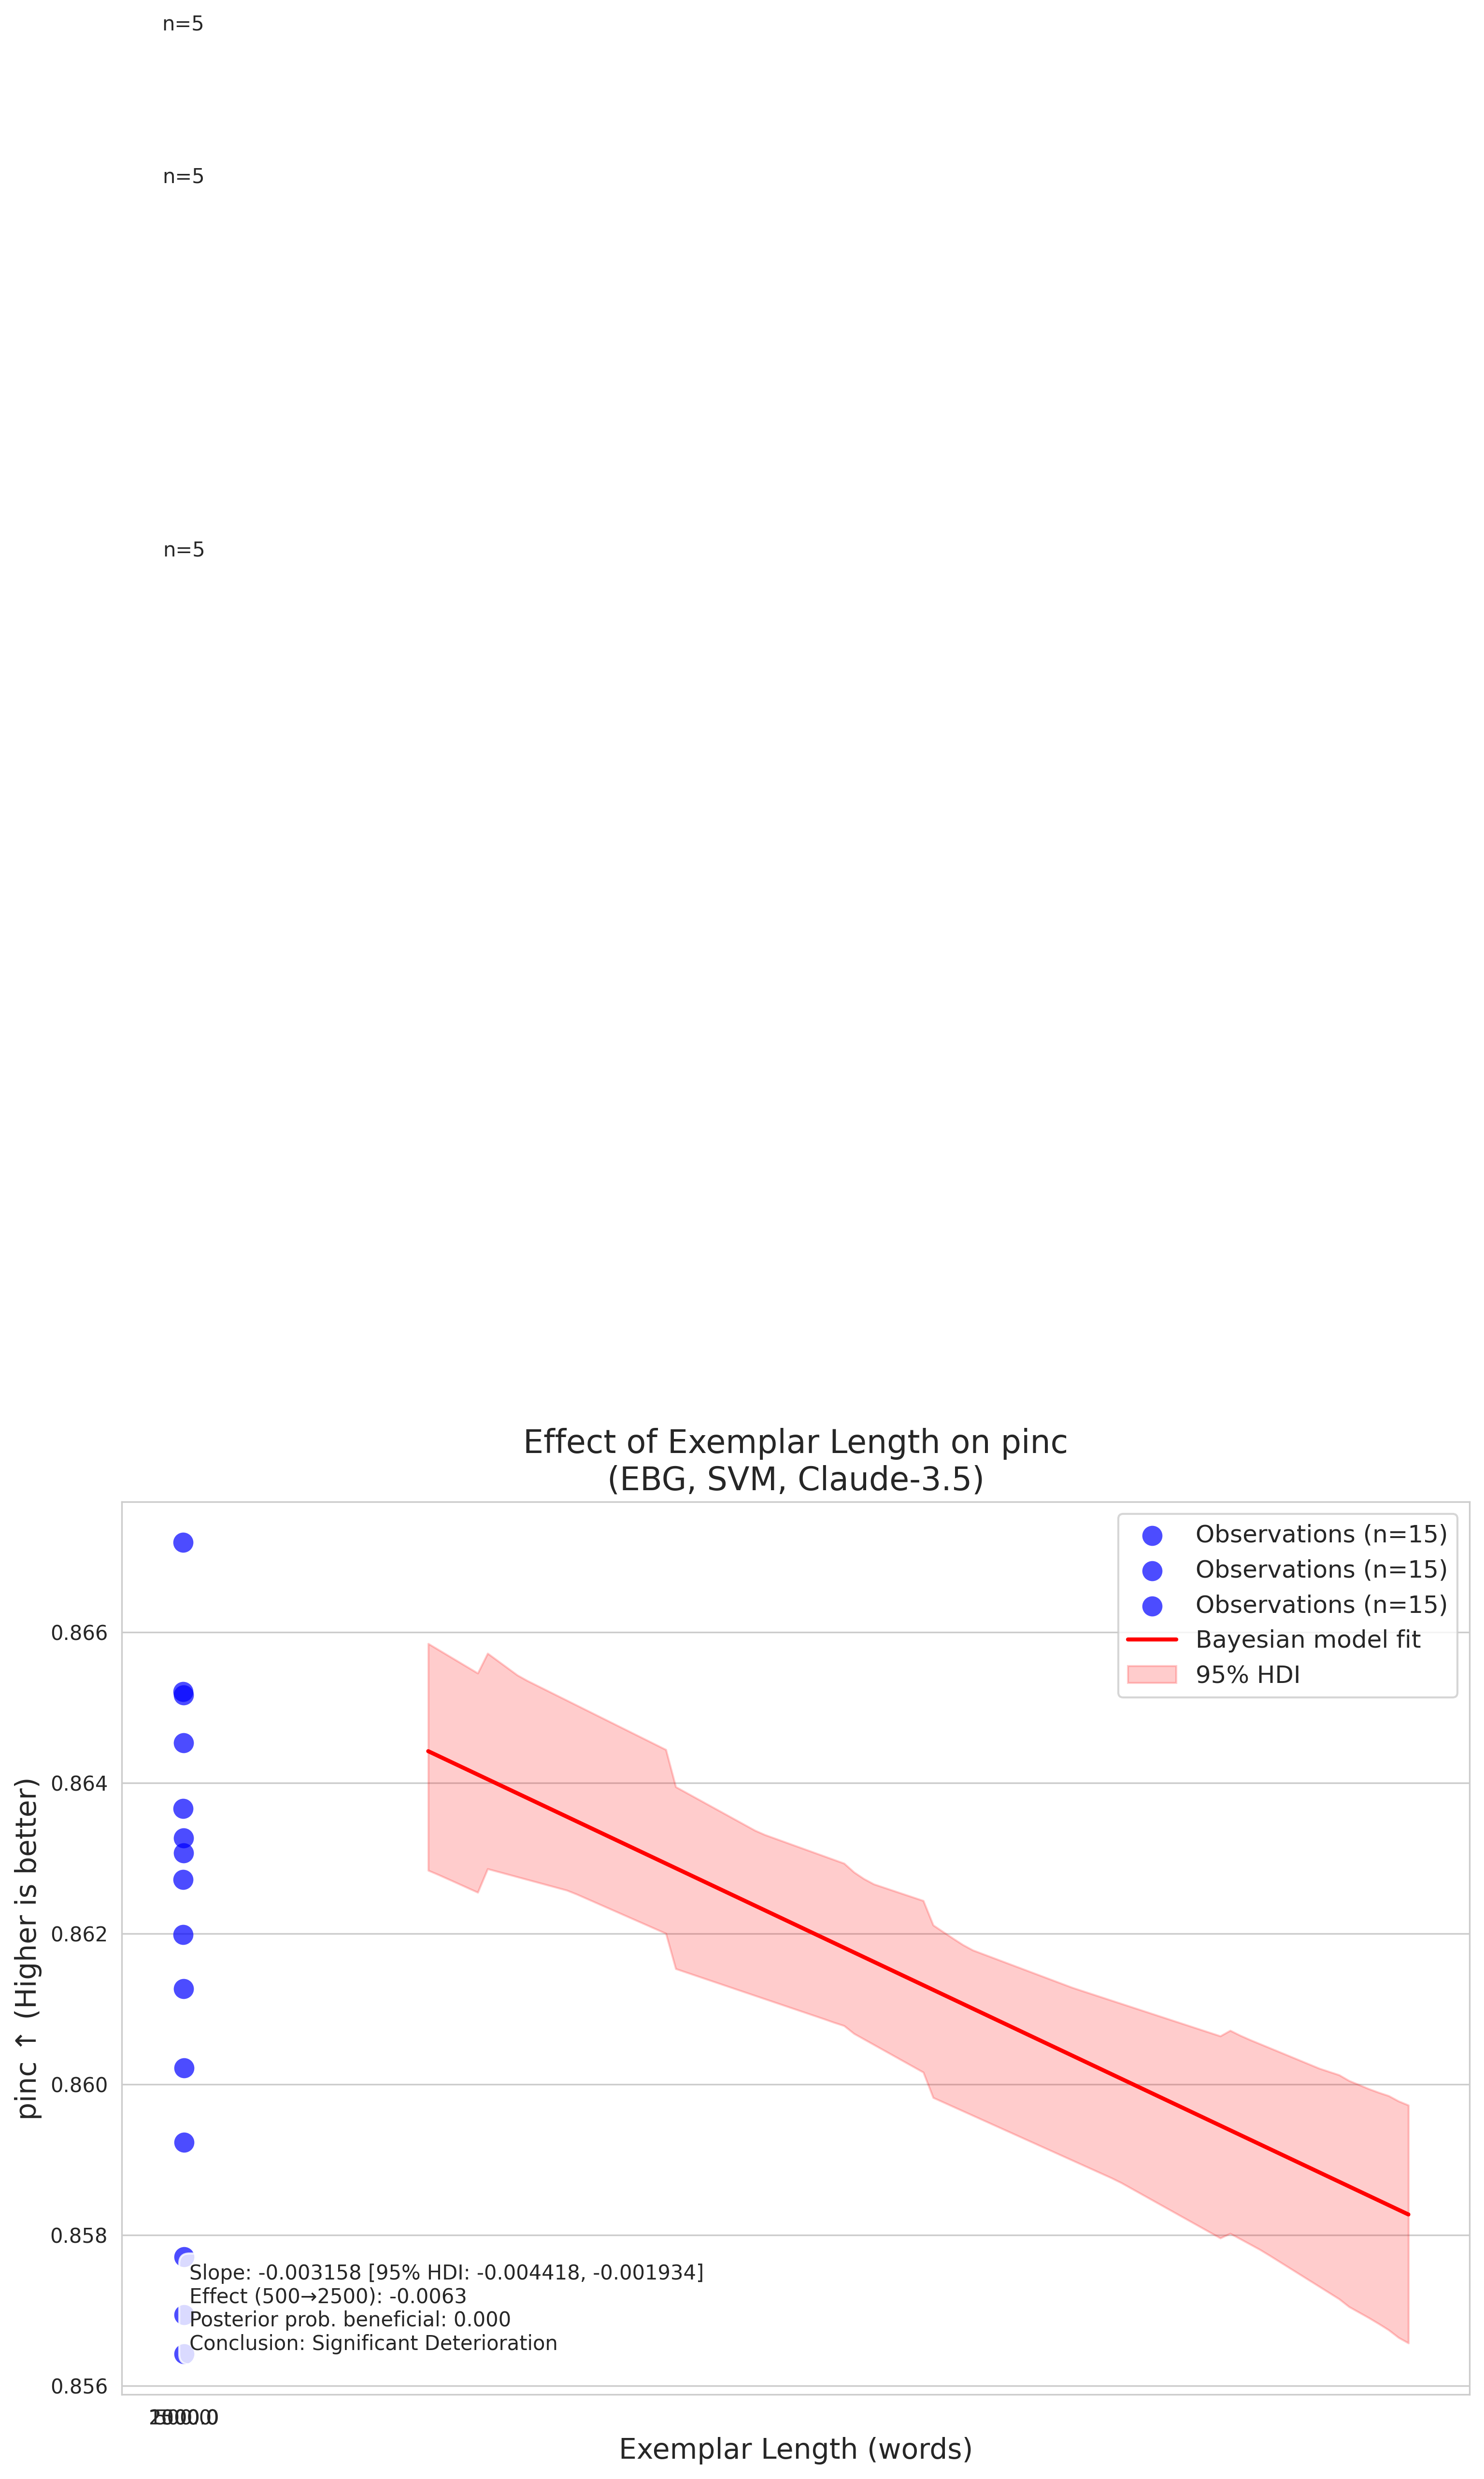 n=5
n=5
n=5
Effect of Exemplar Length on pinc
(EBG, SVM, Claude-3.5)
Observations (n=15)
Observations (n=15)
Observations (n=15)
Bayesian model fit
95% HDI
pinc ↑ (Higher is better)
0.866
0.864
0.862
0.860
0.858
0.856
Slope: -0.003158 [95% HDI: -0.004418, -0.001934]
Effect (500→2500): -0.0063
Posterior prob. beneficial: 0.000
Conclusion: Significant Deterioration
Exemplar Length (words)